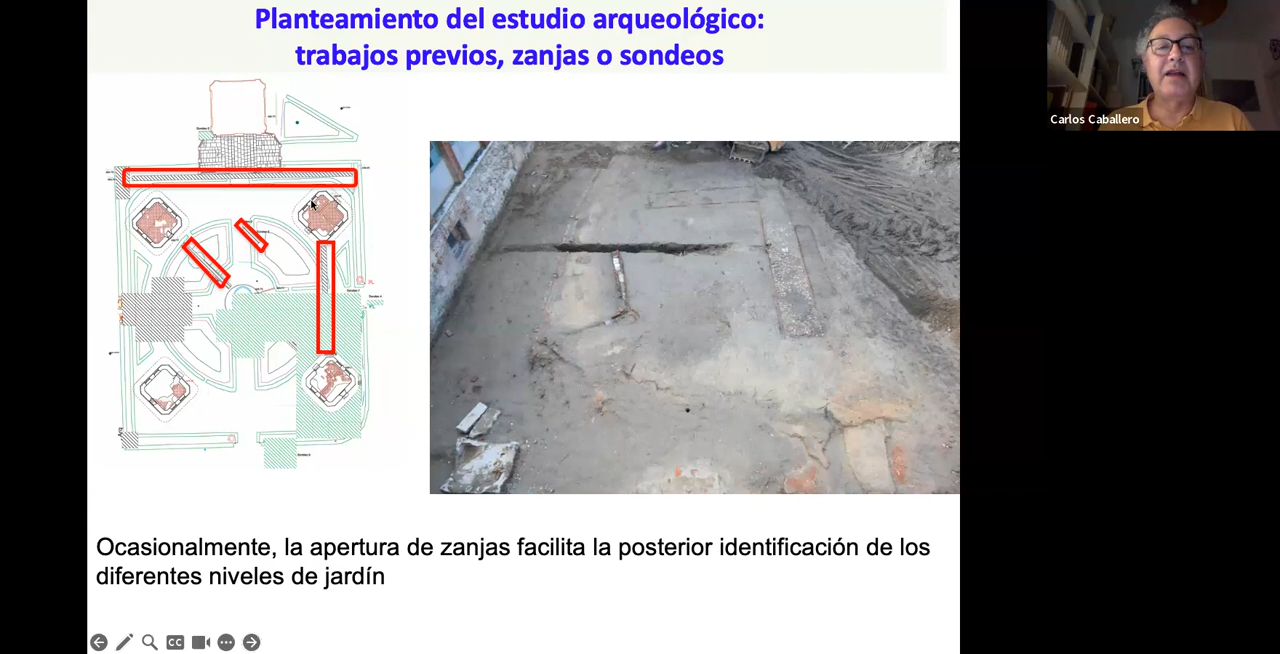 Planteamiento del estudio arqueológico:
trabajos previos, zanjas o sondeos
Carlos Caballero
Ocasionalmente, la apertura de zanjas facilita la posterior identificación de los
diferentes niveles de jardín
CC